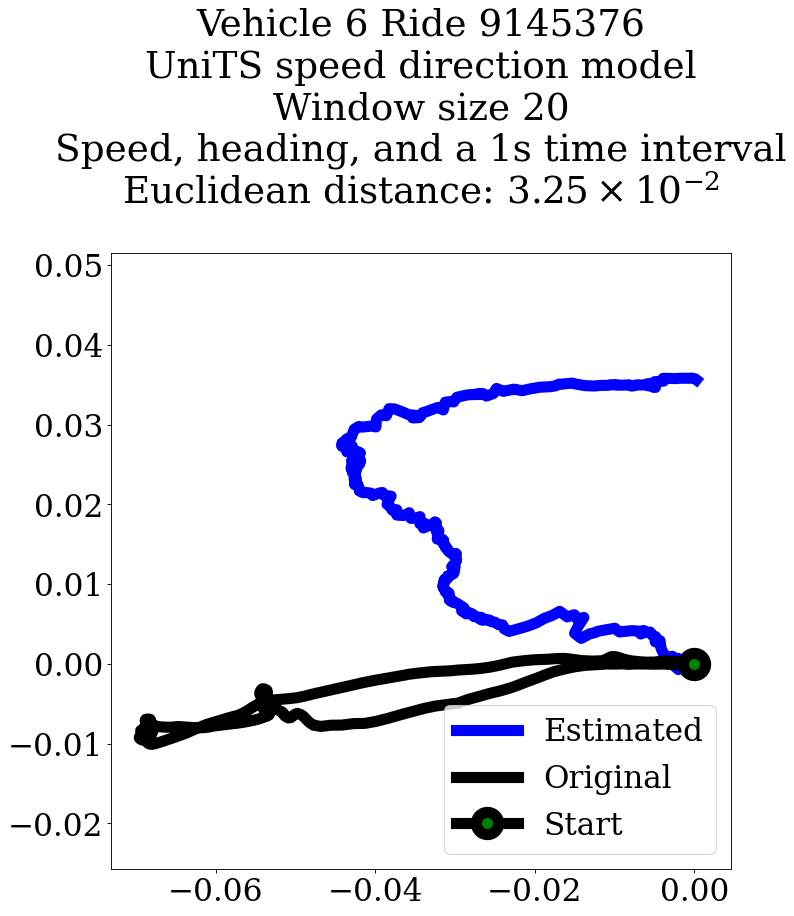 Vehicle 6 Ride 9145376
UniTS speed direction model
Window size 20
Speed, heading, and a 1s time interval
Euclidean distance: 3.25 × 10⁻²
0.05
0.04
0.03
0.02
0.01
0.00
−0.01
−0.02
Estimated
Original
Start
−0.06 −0.04 −0.02 0.00